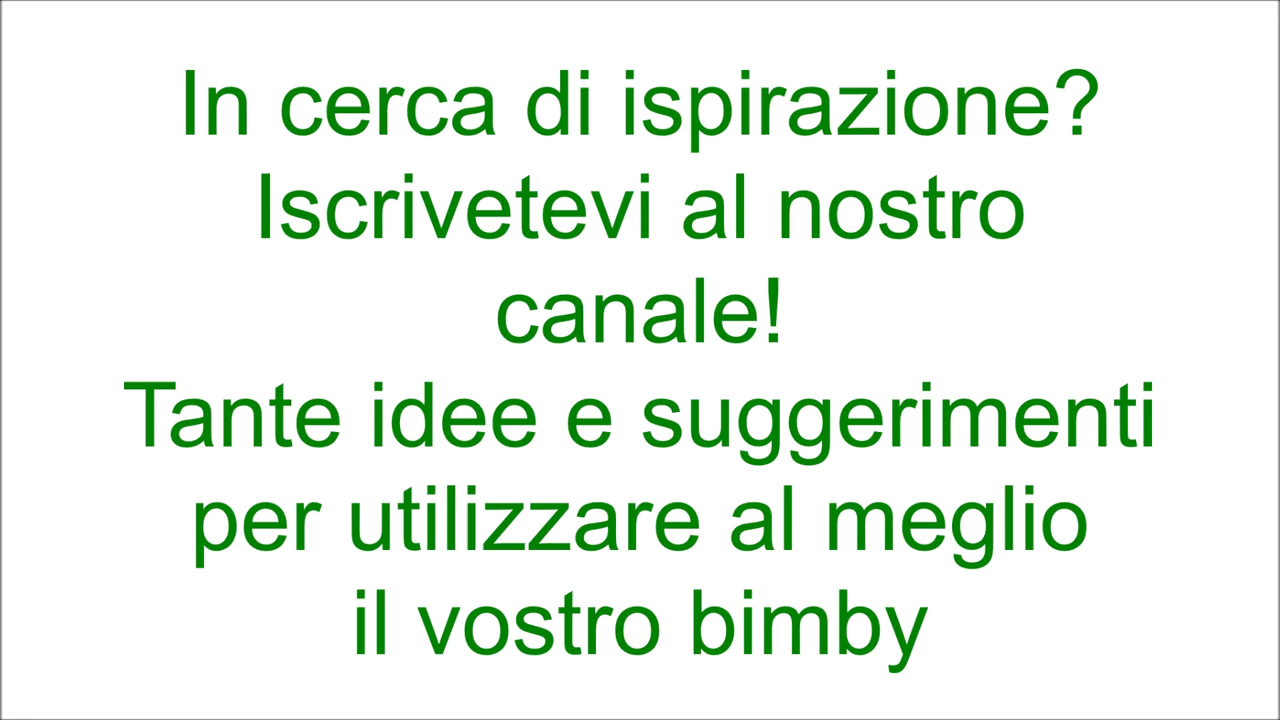 In cerca di ispirazione?
Iscrivetevi al nostro
canale!
Tante idee e suggerimenti
per utilizzare al meglio
il vostro bimby